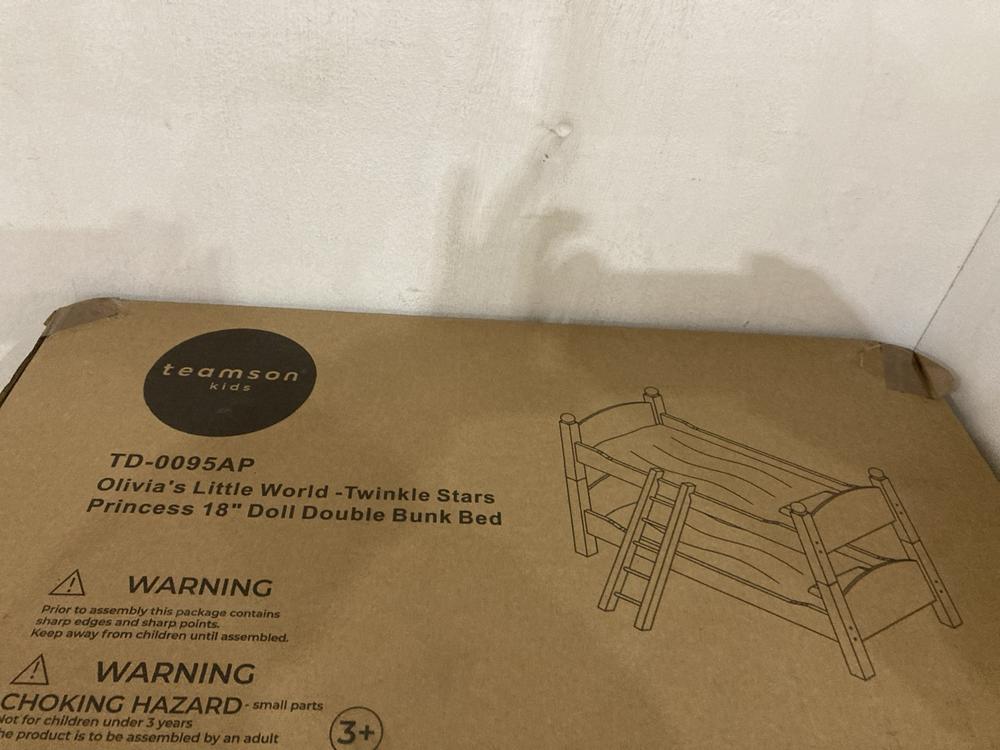 teamson
kids
TD-0095AP
Olivia's Little World -Twinkle Stars
Princess 18" Doll Double Bunk Bed
WARNING
Prior to assembly this package contains
sharp edges and sharp points.
Keep away from children until assembled.
WARNING
CHOKING HAZARD - small parts
Not for children under 3 years
he product is to be assembled by an adult
3+